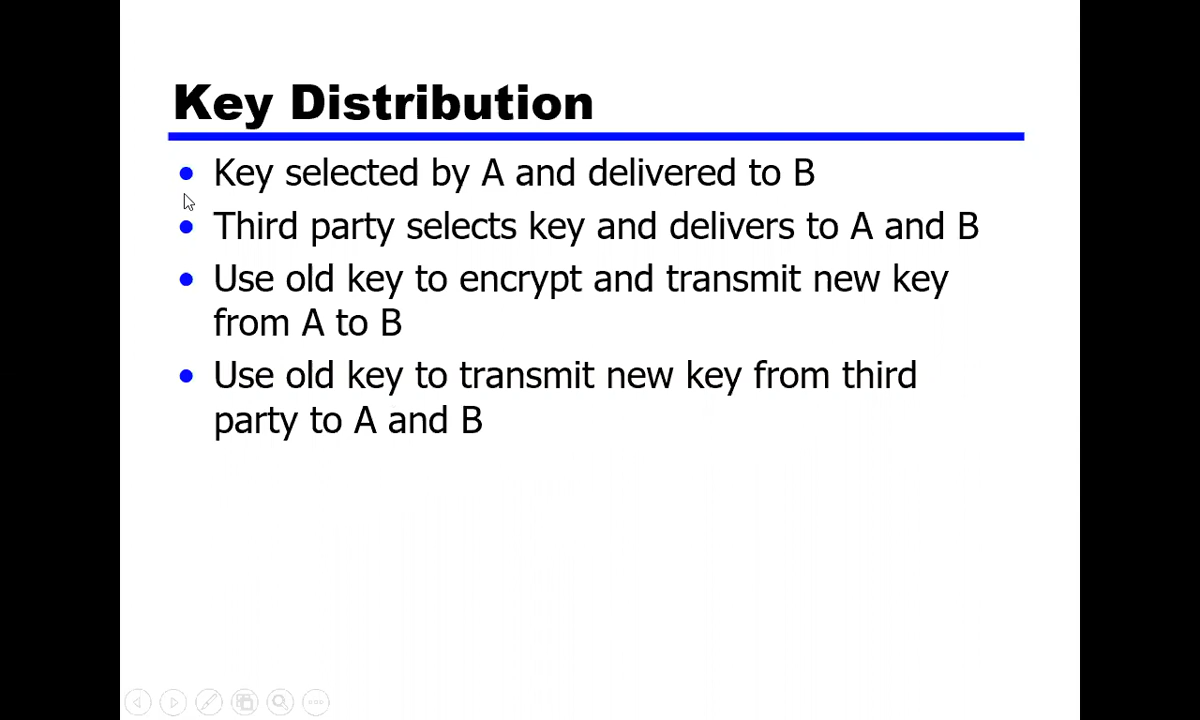 Key Distribution
• Key selected by A and delivered to B
• Third party selects key and delivers to A and B
• Use old key to encrypt and transmit new key
from A to B
• Use old key to transmit new key from third
party to A and B